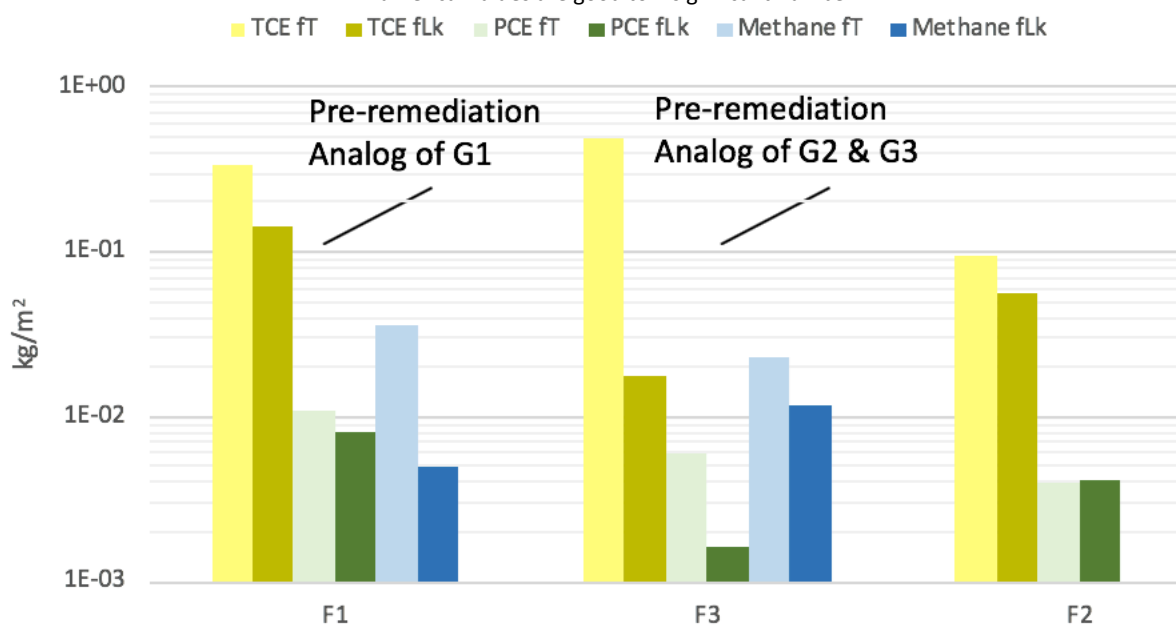 TCE fT TCE fLk PCE fT PCE fLk Methane fT Methane fLk
1E+00
Pre-remediation
Analog of G1
Pre-remediation
Analog of G2 & G3
1E-01
kg/m²
1E-02
1E-03
F1 F3 F2